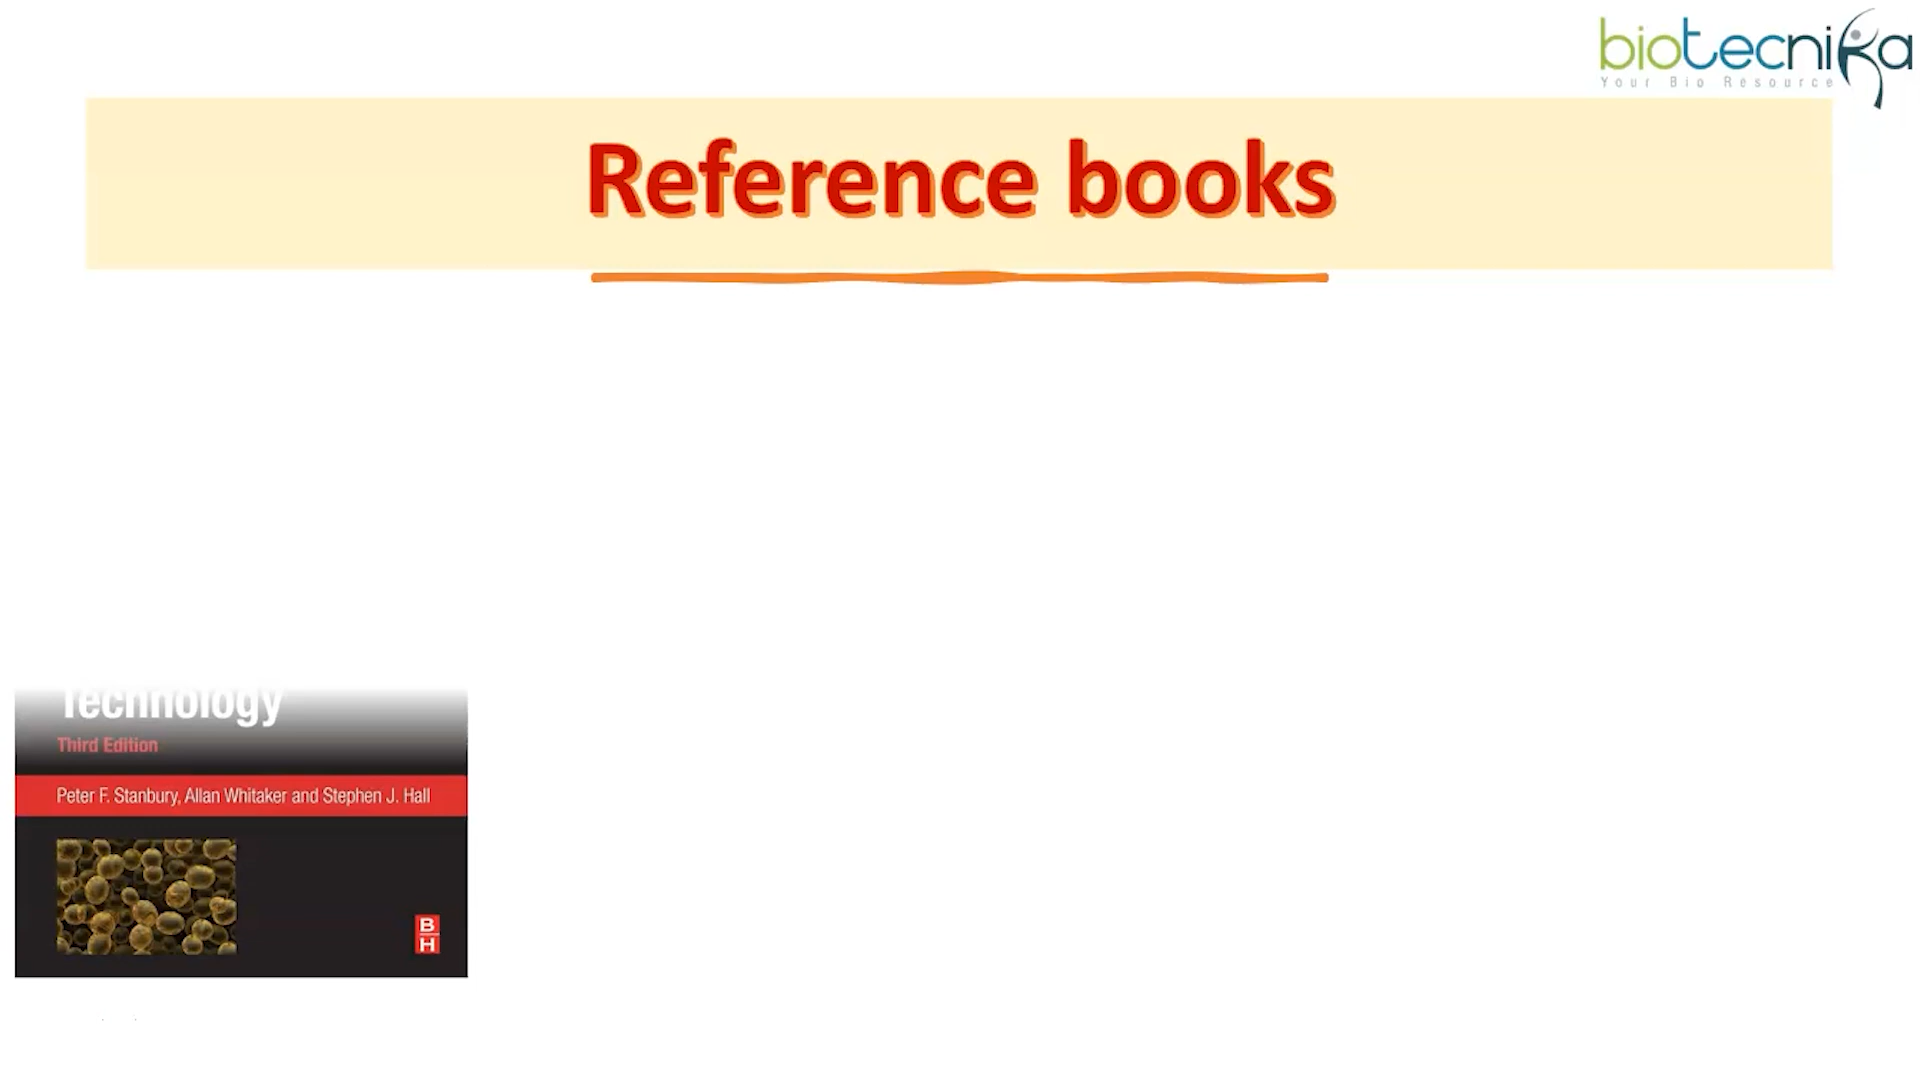 biotecnika
Your Bio Resource
Reference books
Technology
Third Edition
Peter F. Stanbury, Allan Whitaker and Stephen J. Hall
B
H